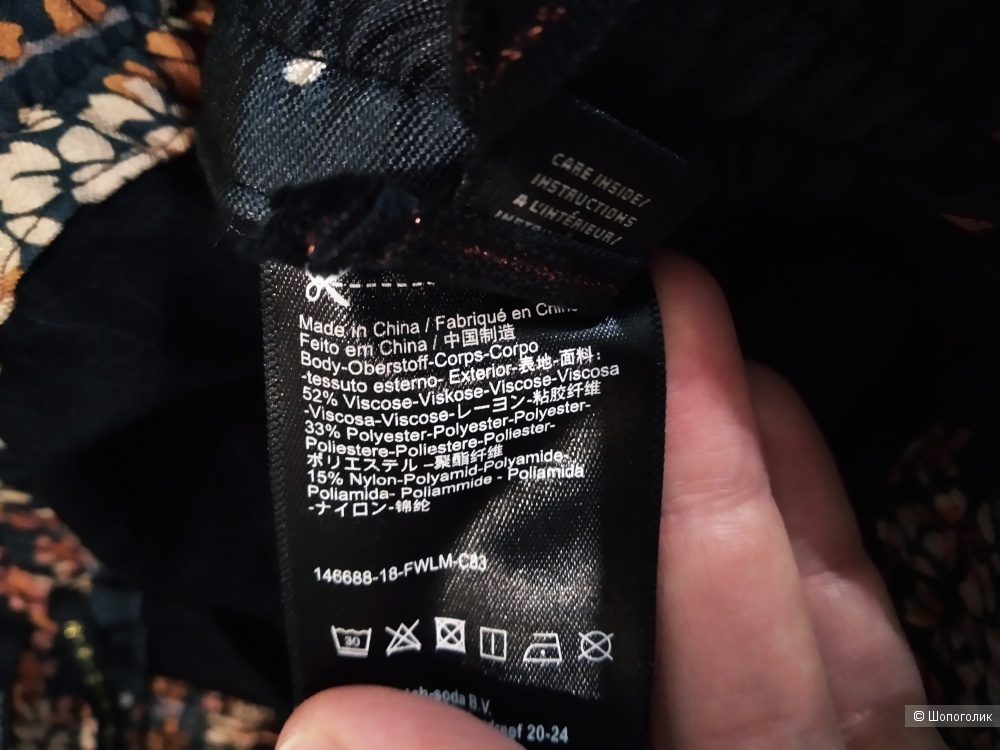 CARE INSIDE/
INSTRUCTIONS
À L'INTÉRIEUR/
Made in China / Fabriqué en
Feito em China / 中国制造
Body-Oberstoff-Corps-Corpo
-tessuto esterno- Exterior-表地-面料:
52% Viscose-Viskose-Viscose-Viscosa
-Viscosa-Viscose-レーヨン-粘胶纤维
33% Polyester-Polyester-Polyester-
Poliestere-Poliestere-Poliester-
ポリエステル –聚酯纤维
15% Nylon-Polyamid-Polyamide-
Poliamida- Poliammide - Poliamida
-ナイロン-锦纶
146688-18-FWLM-C83
30
B.V.
20-24
© Шопоголик